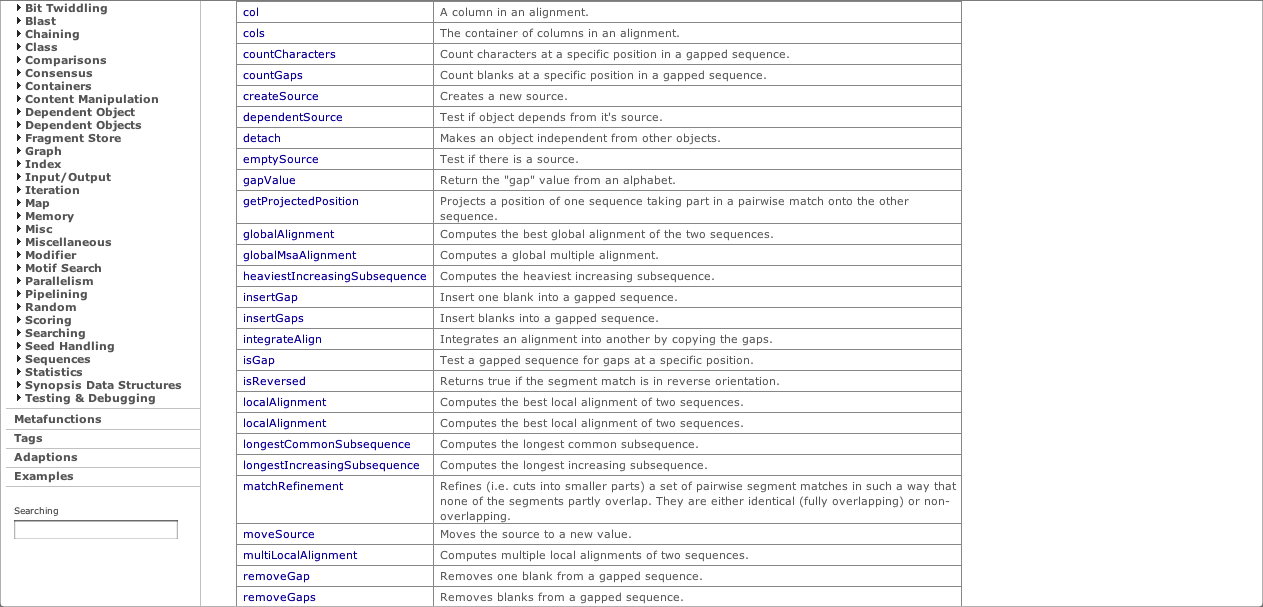 Bit Twiddling
Blast
Chaining
Class
Comparisons
Consensus
Containers
Content Manipulation
Dependent Object
Dependent Objects
Fragment Store
Graph
Index
Input/Output
Iteration
Map
Memory
Misc
Miscellaneous
Modifier
Motif Search
Parallelism
Pipelining
Random
Scoring
Searching
Seed Handling
Sequences
Statistics
Synopsis Data Structures
Testing & Debugging
Metafunctions
Tags
Adaptions
Examples
Searching
col A column in an alignment.
cols The container of columns in an alignment.
countCharacters Count characters at a specific position in a gapped sequence.
countGaps Count blanks at a specific position in a gapped sequence.
createSource Creates a new source.
dependentSource Test if object depends from it's source.
detach Makes an object independent from other objects.
emptySource Test if there is a source.
gapValue Return the "gap" value from an alphabet.
getProjectedPosition Projects a position of one sequence taking part in a pairwise match onto the other
sequence.
globalAlignment Computes the best global alignment of the two sequences.
globalMsaAlignment Computes a global multiple alignment.
heaviestIncreasingSubsequence Computes the heaviest increasing subsequence.
insertGap Insert one blank into a gapped sequence.
insertGaps Insert blanks into a gapped sequence.
integrateAlign Integrates an alignment into another by copying the gaps.
isGap Test a gapped sequence for gaps at a specific position.
isReversed Returns true if the segment match is in reverse orientation.
localAlignment Computes the best local alignment of two sequences.
localAlignment Computes the best local alignment of two sequences.
longestCommonSubsequence Computes the longest common subsequence.
longestIncreasingSubsequence Computes the longest increasing subsequence.
matchRefinement Refines (i.e. cuts into smaller parts) a set of pairwise segment matches in such a way that
none of the segments partly overlap. They are either identical (fully overlapping) or non-
overlapping.
moveSource Moves the source to a new value.
multiLocalAlignment Computes multiple local alignments of two sequences.
removeGap Removes one blank from a gapped sequence.
removeGaps Removes blanks from a gapped sequence.